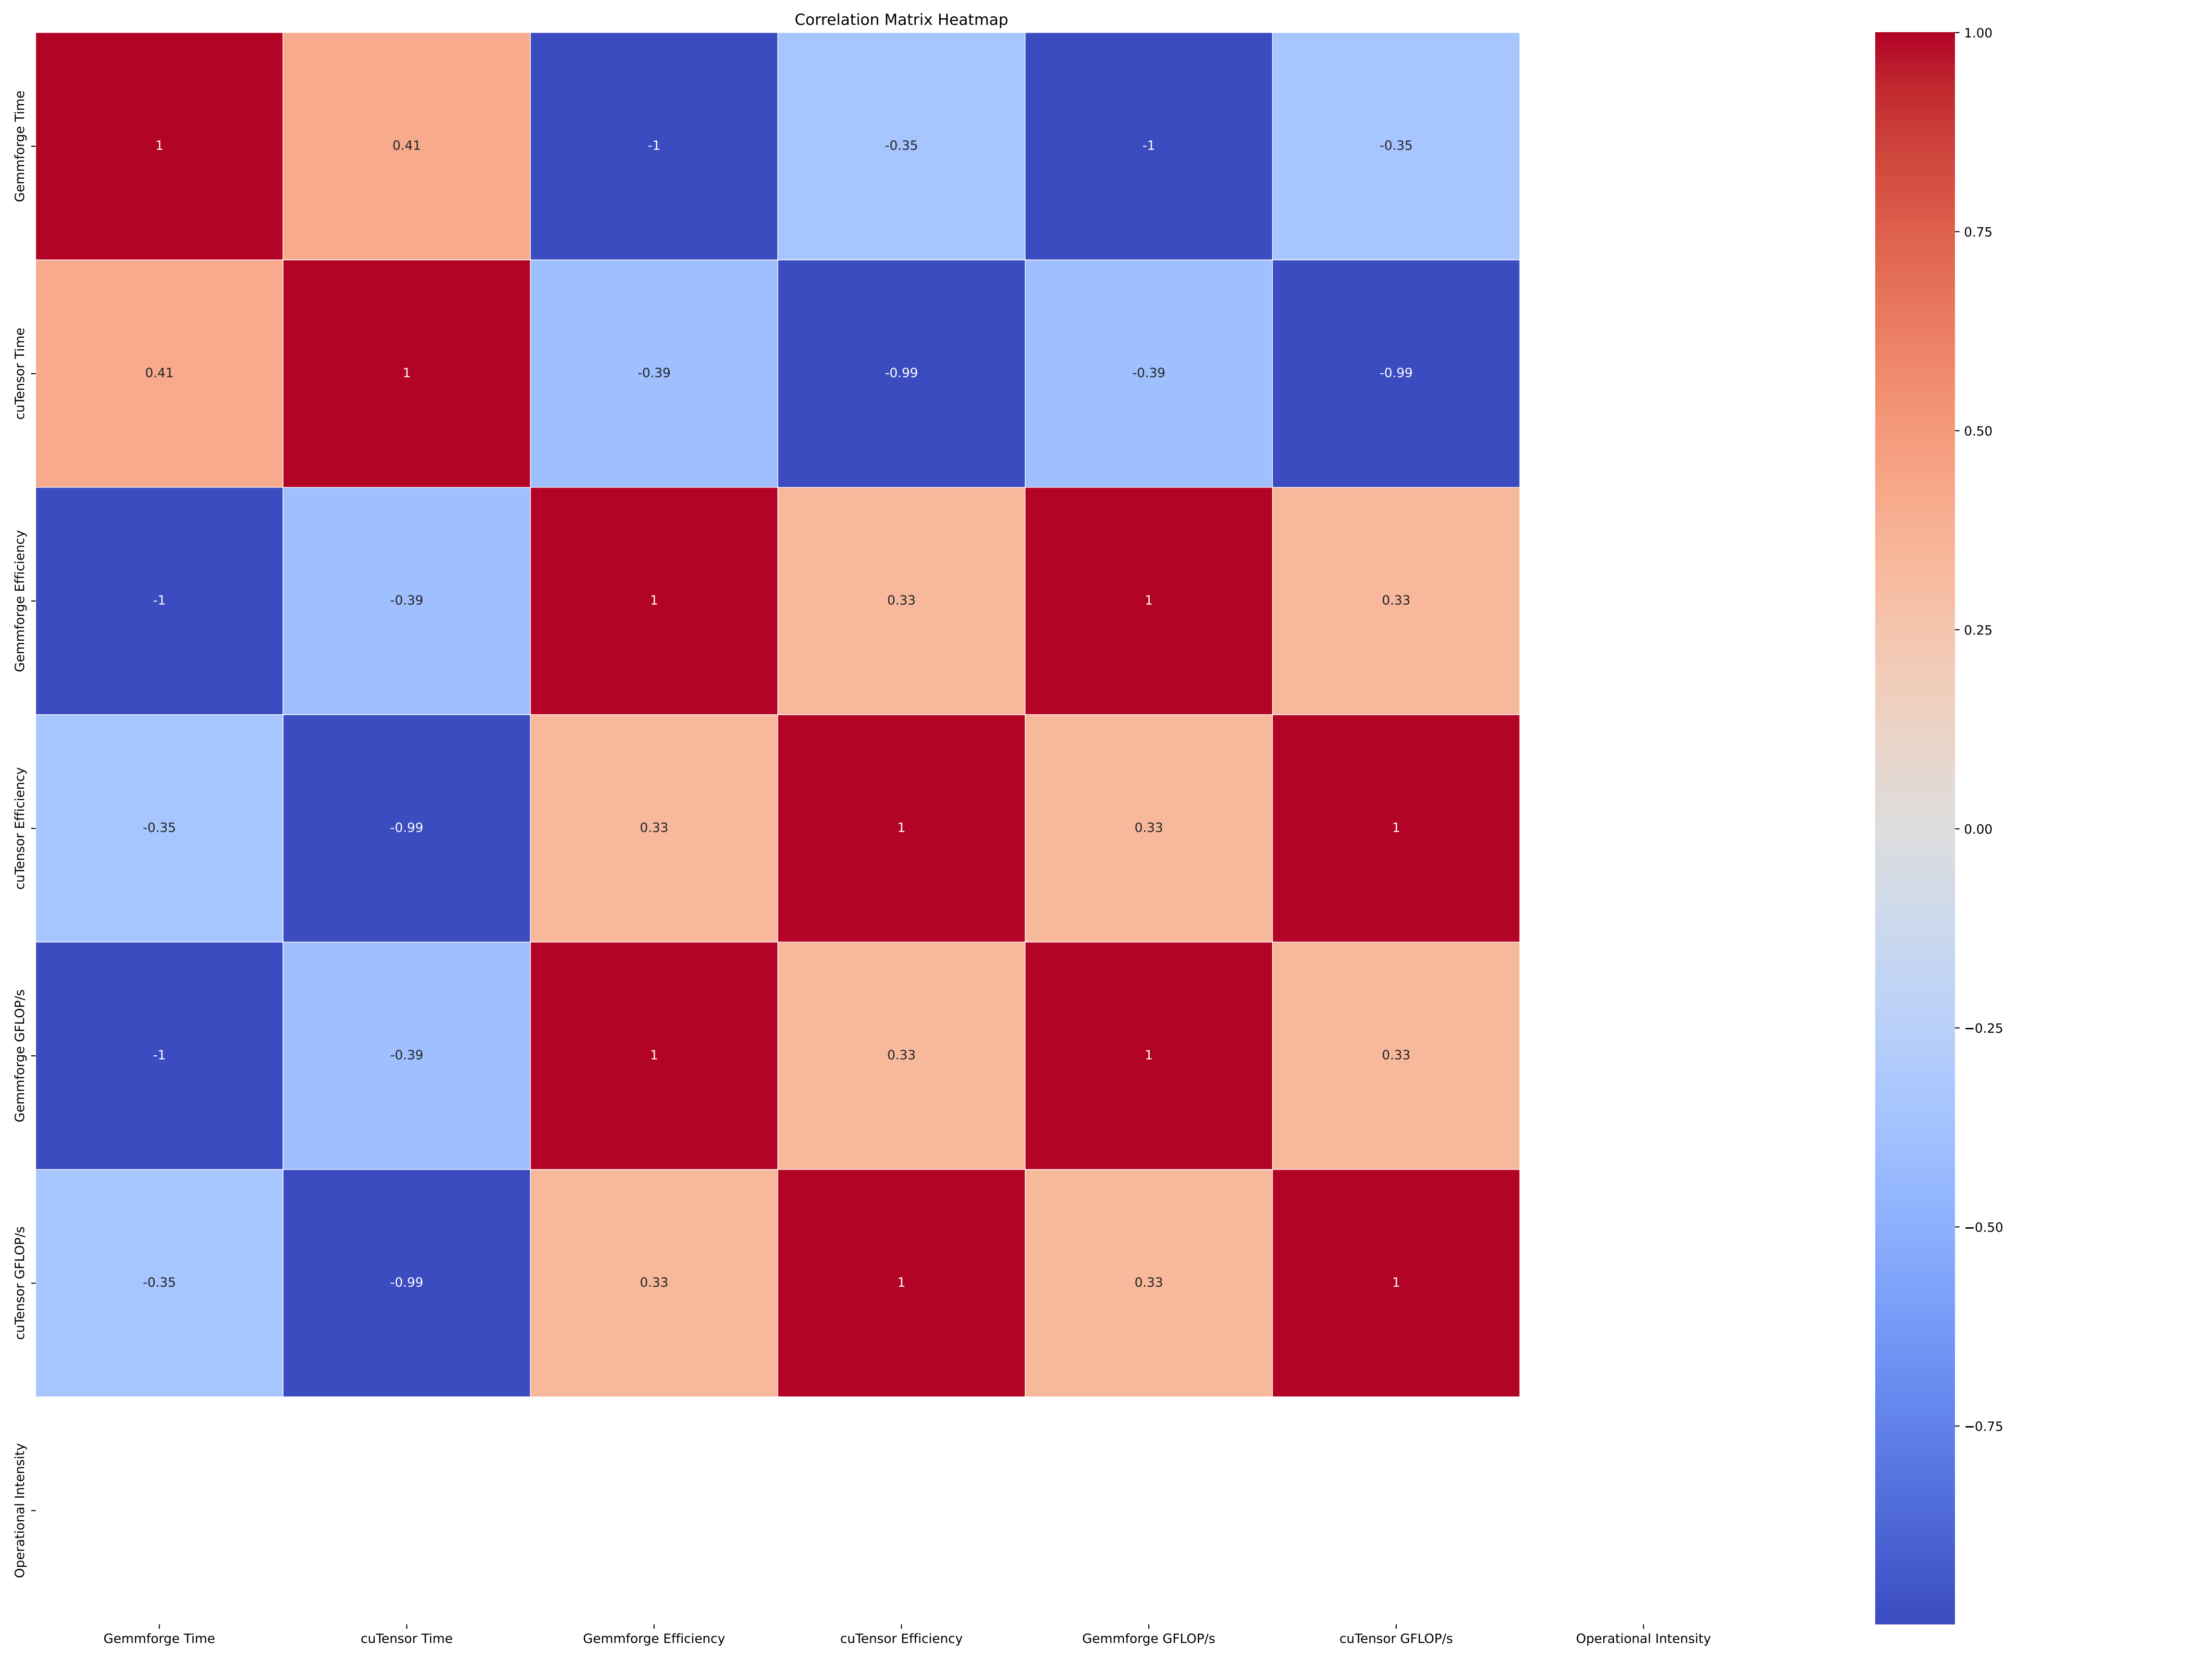 Correlation Matrix Heatmap
Gemmforge Time
1
0.41
-1
-0.35
-1
-0.35
cuTensor Time
0.41
1
-0.39
-0.99
-0.39
-0.99
Gemmforge Efficiency
-1
-0.39
1
0.33
1
0.33
cuTensor Efficiency
-0.35
-0.99
0.33
1
0.33
1
Gemmforge GFLOP/s
-1
-0.39
1
0.33
1
0.33
cuTensor GFLOP/s
-0.35
-0.99
0.33
1
0.33
1
Operational Intensity
Gemmforge Time
cuTensor Time
Gemmforge Efficiency
cuTensor Efficiency
Gemmforge GFLOP/s
cuTensor GFLOP/s
Operational Intensity
1.00
0.75
0.50
0.25
0.00
−0.25
−0.50
−0.75